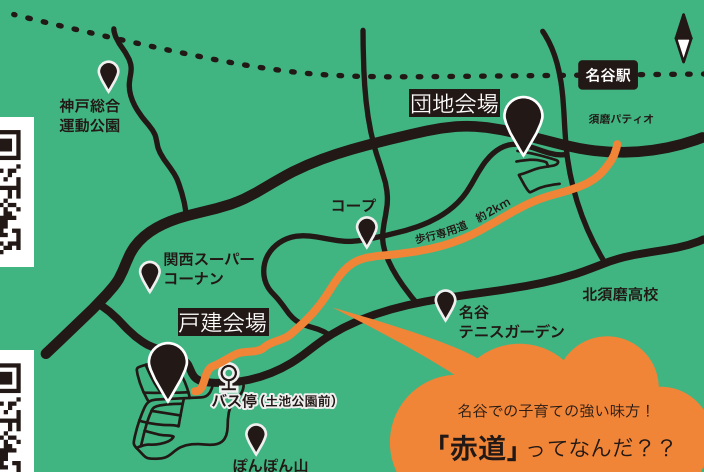 神戸総合
運動公園
名谷駅
団地会場
須磨パティオ
コープ
歩行専用道 約2km
関西スーパー
コーナン
北須磨高校
名谷
テニスガーデン
戸建会場
バス停(土池公園前)
ぽんぽん山
名谷での子育ての強い味方!
「赤道」ってなんだ??